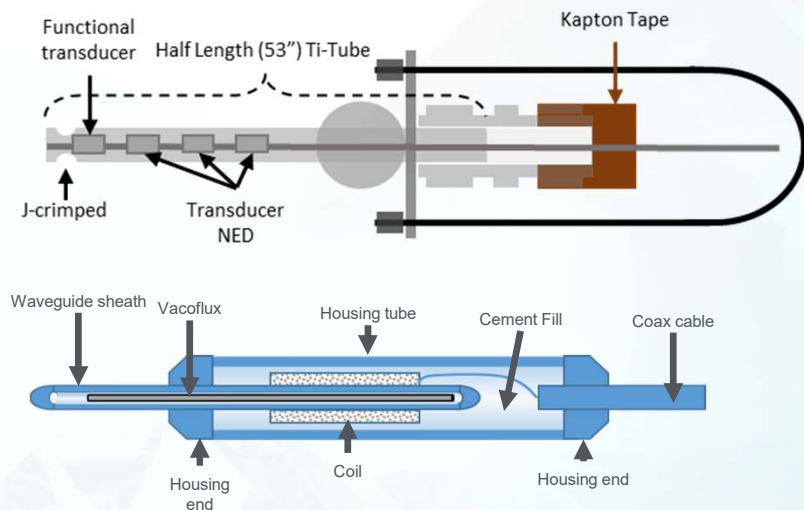 Functional
transducer
Half Length (53”) Ti-Tube
Kapton Tape
J-crimped
Transducer
NED
Waveguide sheath
Vacoflux
Housing tube
Cement Fill
Coax cable
Housing
end
Coil
Housing end